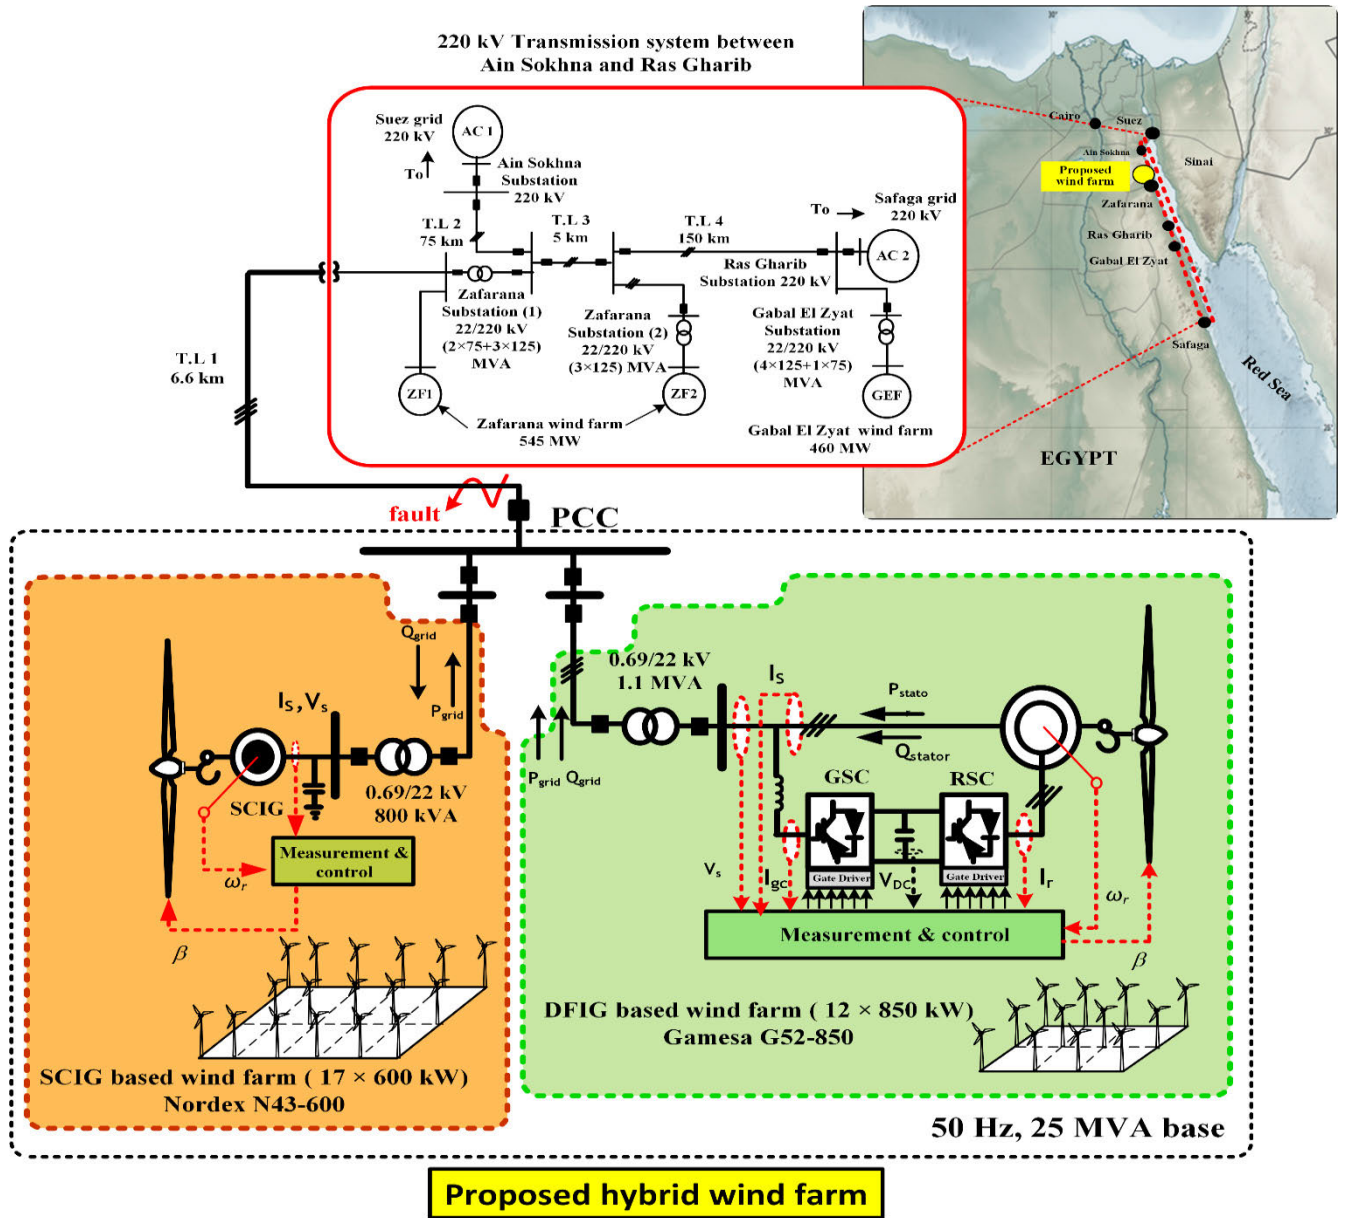 220 kV Transmission system between
Ain Sokhna and Ras Gharib
Suez grid
220 kV
To
AC 1
Ain Sokhna
Substation
220 kV
T.L 2
75 km
T.L 3
5 km
T.L 4
150 km
To
Safaga grid
220 kV
AC 2
Ras Gharib
Substation 220 kV
Zafarana
Substation (1)
22/220 kV
(2×75+3×125)
MVA
Zafarana
Substation (2)
22/220 kV
(3×125) MVA
Gabal El Zyat
Substation
22/220 kV
(4×125+1×75)
MVA
ZF1
ZF2
GEF
Zafarana wind farm
545 MW
Gabal El Zyat wind farm
460 MW
T.L 1
6.6 km
Cairo
Suez
Ain Sokhna
Sinai
Proposed
wind farm
Zafarana
Ras Gharib
Gabal El Zyat
Safaga
Red Sea
EGYPT
30°
35°
30°
25°
fault
PCC
Qgrid
Pgrid
Is,Vs
SCIG
0.69/22 kV
800 kVA
Measurement &
control
ωr
β
SCIG based wind farm ( 17 × 600 kW)
Nordex N43-600
0.69/22 kV
1.1 MVA
Pgrid Qgrid
IS
Pstato
Qstator
GSC
RSC
Gate Driver
Gate Driver
Vs
Igc
VDC
Ir
ωr
Measurement & control
β
DFIG based wind farm ( 12 × 850 kW)
Gamesa G52-850
50 Hz, 25 MVA base
Proposed hybrid wind farm